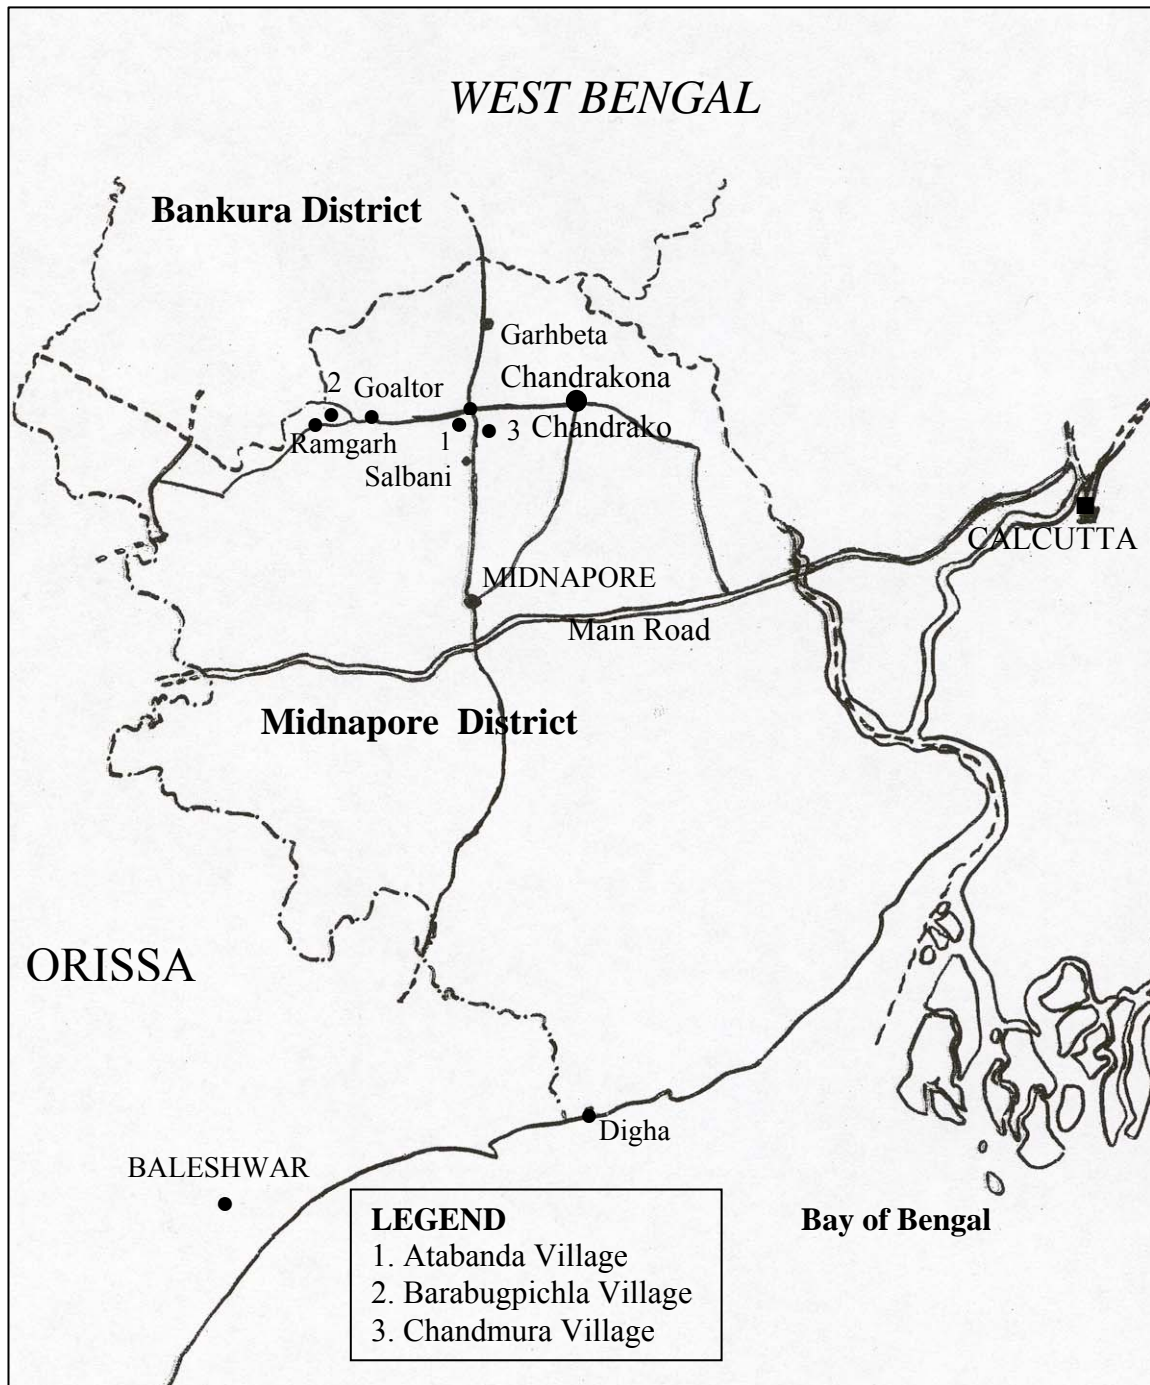 WEST BENGAL
Bankura District
Garhbeta
2
Goaltor
Chandrakona
Ramgarh
1
3
Chandrako
Salbani
CALCUTTA
MIDNAPORE
Main Road
Midnapore District
ORISSA
Digha
BALESHWAR
Bay of Bengal
LEGEND
1. Atabanda Village
2. Barabugpichla Village
3. Chandmura Village